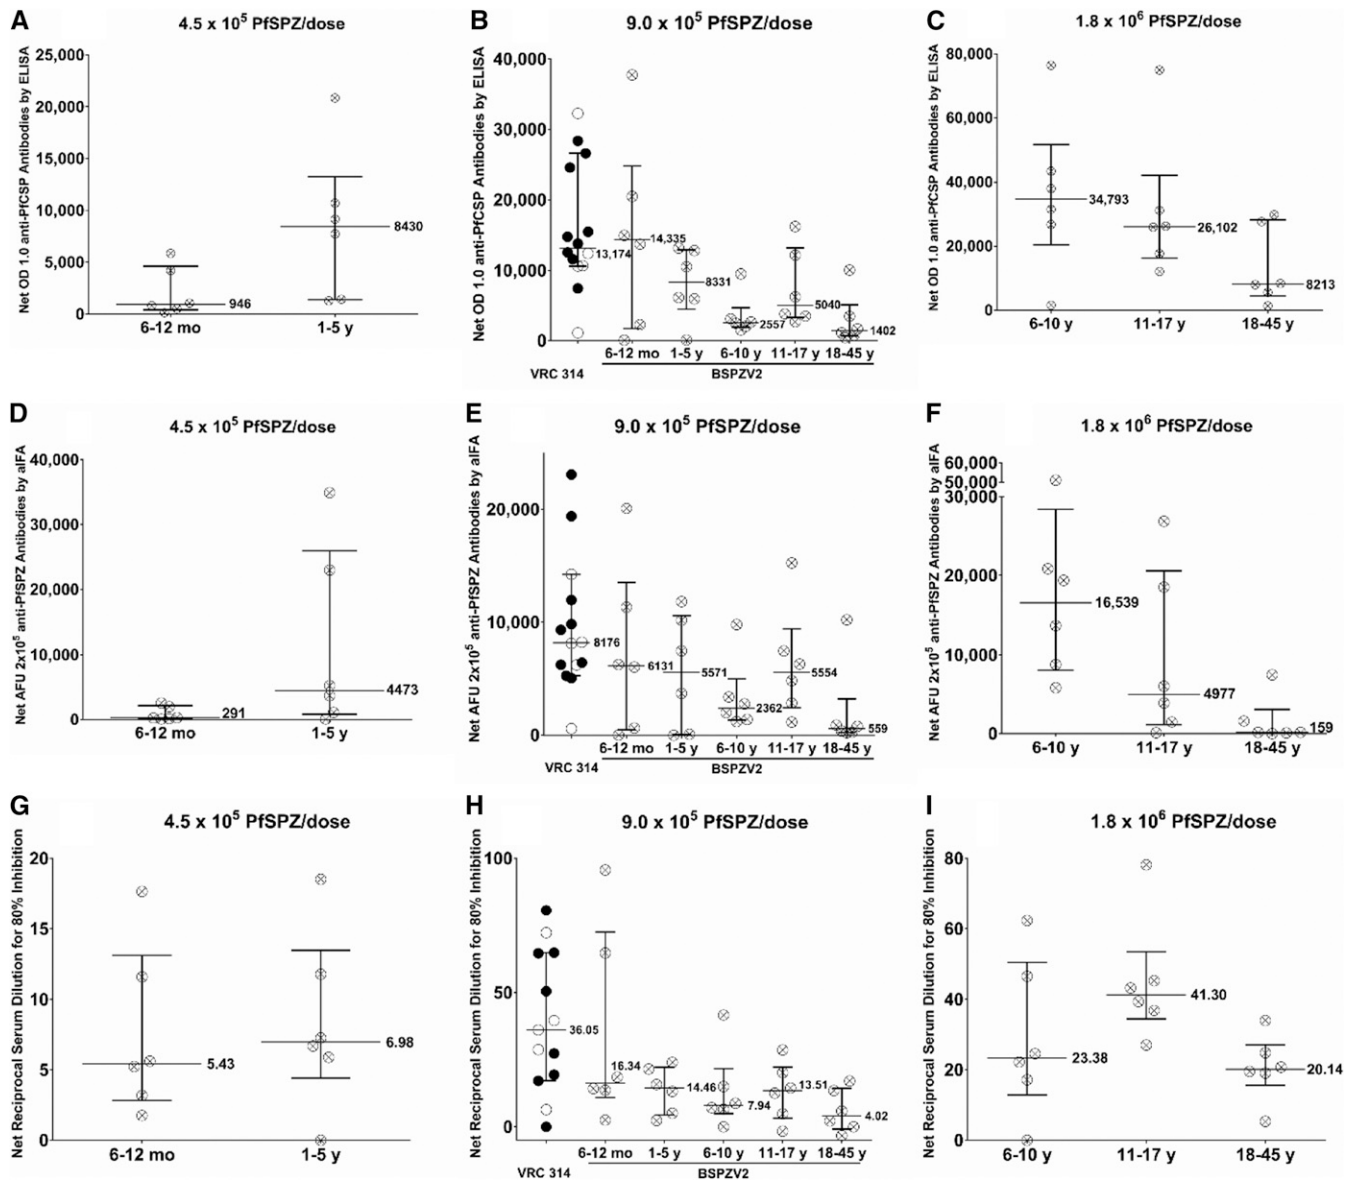 A
4.5 x 10⁵ PfSPZ/dose
Net OD 1.0 anti-PfCSP Antibodies by ELISA
25,000
20,000
15,000
10,000
5,000
0
946
8430
6-12 mo
1-5 y
B
9.0 x 10⁵ PfSPZ/dose
Net OD 1.0 anti-PfCSP Antibodies by ELISA
40,000
30,000
20,000
10,000
0
13,174
14,335
8331
2557
5040
1402
6-12 mo
1-5 y
6-10 y
11-17 y
18-45 y
VRC 314
BSPZV2
C
1.8 x 10⁶ PfSPZ/dose
Net OD 1.0 anti-PfCSP Antibodies by ELISA
80,000
60,000
40,000
20,000
0
34,793
26,102
8213
6-10 y
11-17 y
18-45 y
D
4.5 x 10⁵ PfSPZ/dose
Net AFU 2x10⁵ anti-PfSPZ Antibodies by aIFA
40,000
30,000
20,000
10,000
0
291
4473
6-12 mo
1-5 y
E
9.0 x 10⁵ PfSPZ/dose
Net AFU 2x10⁵ anti-PfSPZ Antibodies by aIFA
20,000
10,000
0
8176
6131
5571
2362
5554
559
6-12 mo
1-5 y
6-10 y
11-17 y
18-45 y
VRC 314
BSPZV2
F
1.8 x 10⁶ PfSPZ/dose
Net AFU 2x10⁵ anti-PfSPZ Antibodies by aIFA
60,000
50,000
30,000
20,000
10,000
0
16,539
4977
159
6-10 y
11-17 y
18-45 y
G
4.5 x 10⁵ PfSPZ/dose
Net Reciprocal Serum Dilution for 80% Inhibition
20
15
10
5
0
5.43
6.98
6-12 mo
1-5 y
H
9.0 x 10⁵ PfSPZ/dose
Net Reciprocal Serum Dilution for 80% Inhibition
100
50
0
36.05
16.34
14.46
7.94
13.51
4.02
6-12 mo
1-5 y
6-10 y
11-17 y
18-45 y
VRC 314
BSPZV2
I
1.8 x 10⁶ PfSPZ/dose
Net Reciprocal Serum Dilution for 80% Inhibition
80
60
40
20
0
23.38
41.30
20.14
6-10 y
11-17 y
18-45 y